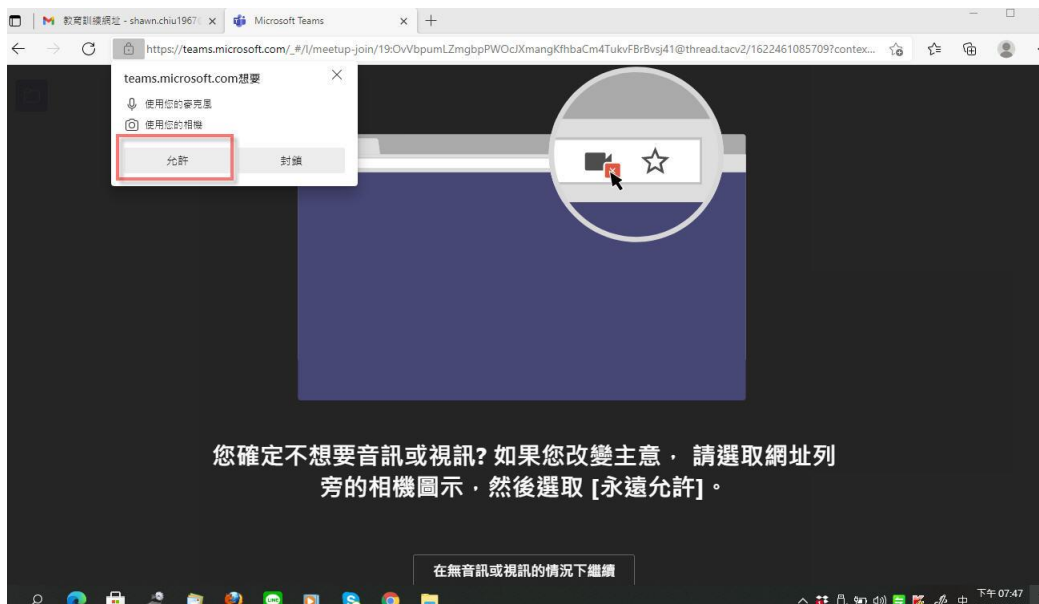 教育訓練網址 - shawn.chiu1967
Microsoft Teams
https://teams.microsoft.com/_#/l/meetup-join/19:OvVbpumLZmgbpPWOcJXmangKfhbaCm4TukvFBrBvsj41@thread.tacv2/1622461085709?contex...
teams.microsoft.com想要
使用您的麥克風
使用您的相機
允許
封鎖
您確定不想要音訊或視訊? 如果您改變主意, 請選取網址列
旁的相機圖示,然後選取 [永遠允許]。
在無音訊或視訊的情況下繼續
中
下午 07:47